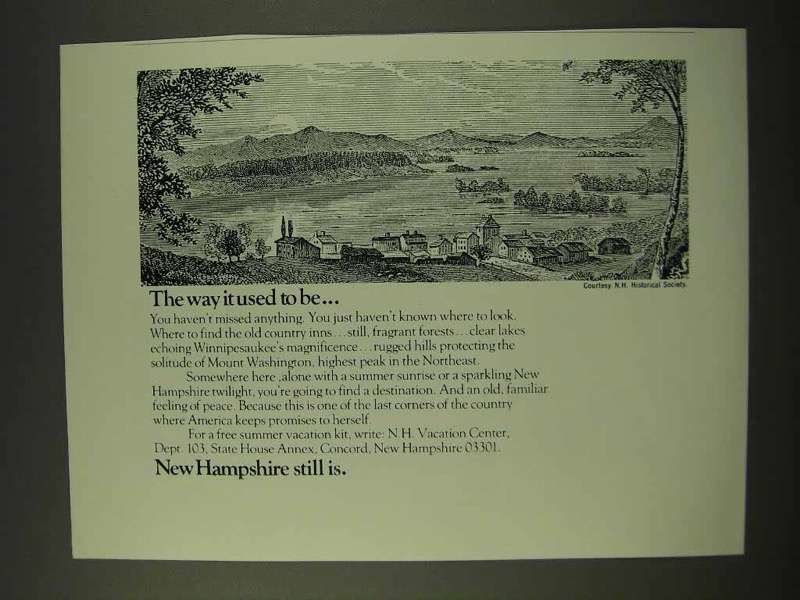 Courtesy N.H. Historical Society.
The way it used to be...
You haven't missed anything. You just haven't known where to look.
Where to find the old country inns...still, fragrant forests...clear lakes
echoing Winnipesaukee's magnificence...rugged hills protecting the
solitude of Mount Washington, highest peak in the Northeast.
Somewhere here ,alone with a summer sunrise or a sparkling New
Hampshire twilight, you're going to find a destination. And an old, familiar
feeling of peace. Because this is one of the last corners of the country
where America keeps promises to herself.
For a free summer vacation kit, write: N.H. Vacation Center,
Dept. 103, State House Annex, Concord, New Hampshire 03301.
New Hampshire still is.